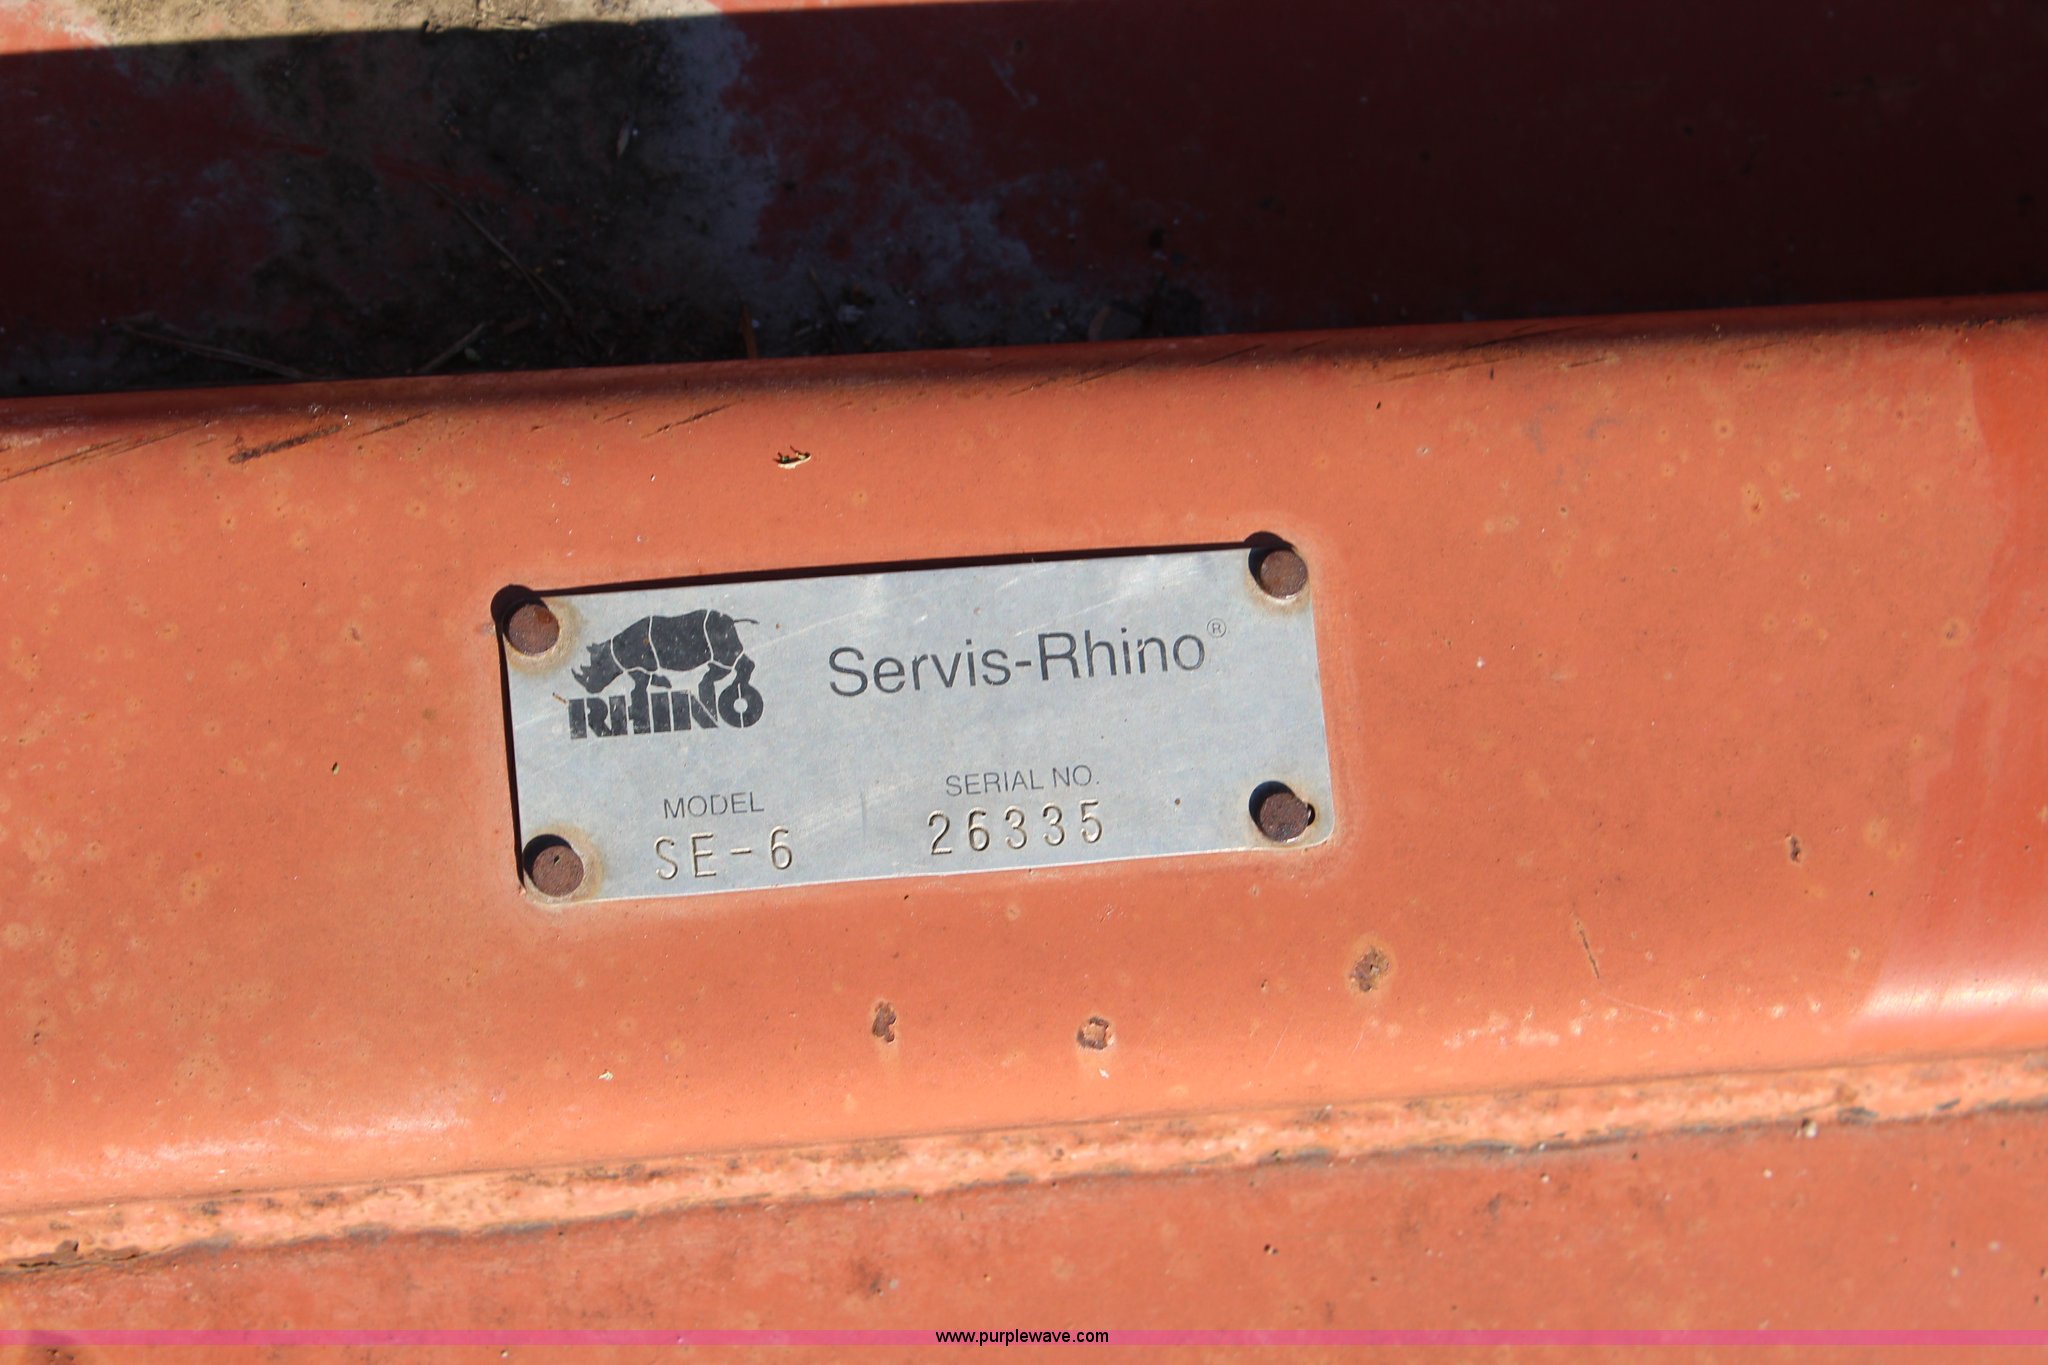 RHINO
Servis-Rhino®
MODEL
SE-6
SERIAL NO.
26335
www.purplewave.com